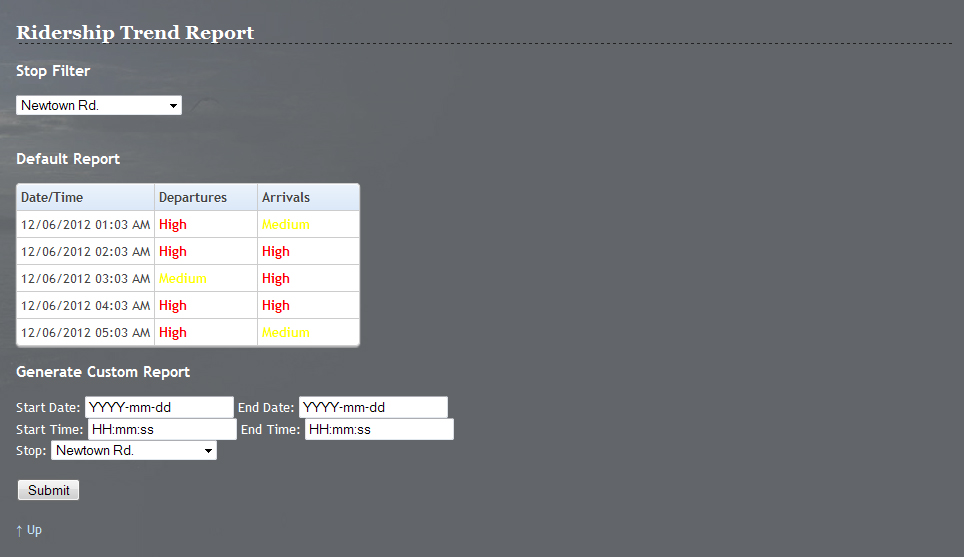 Ridership Trend Report
Stop Filter
Newtown Rd.
Default Report
Date/Time Departures Arrivals
12/06/2012 01:03 AM High Medium
12/06/2012 02:03 AM High High
12/06/2012 03:03 AM Medium High
12/06/2012 04:03 AM High High
12/06/2012 05:03 AM High Medium
Generate Custom Report
Start Date: YYYY-mm-dd End Date: YYYY-mm-dd
Start Time: HH:mm:ss End Time: HH:mm:ss
Stop: Newtown Rd.
Submit
↑ Up